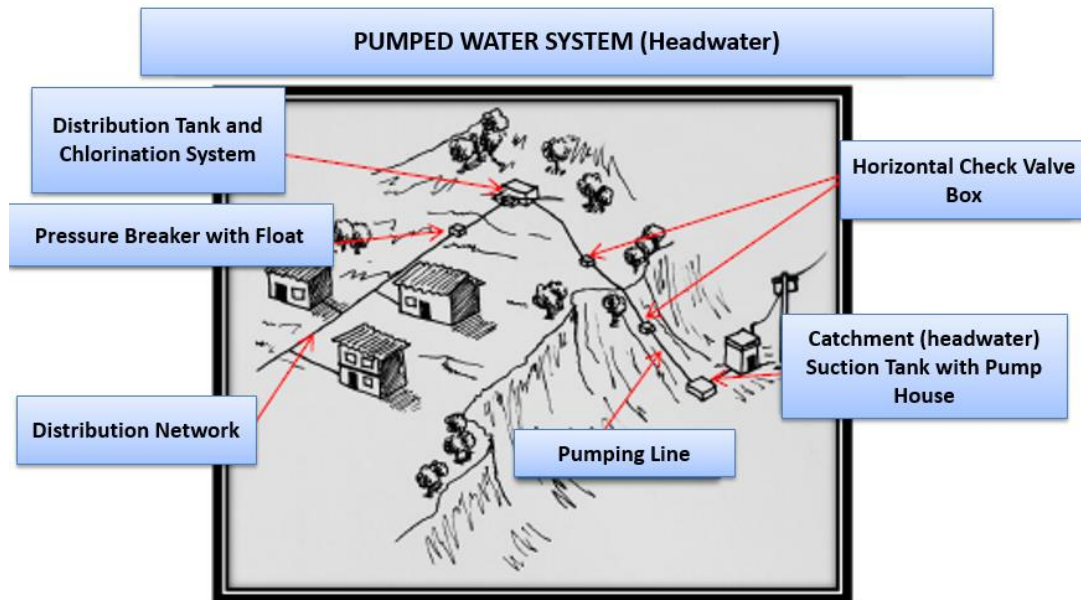 PUMPED WATER SYSTEM (Headwater)
Distribution Tank and
Chlorination System
Horizontal Check Valve
Box
Pressure Breaker with Float
Catchment (headwater)
Suction Tank with Pump
House
Distribution Network
Pumping Line